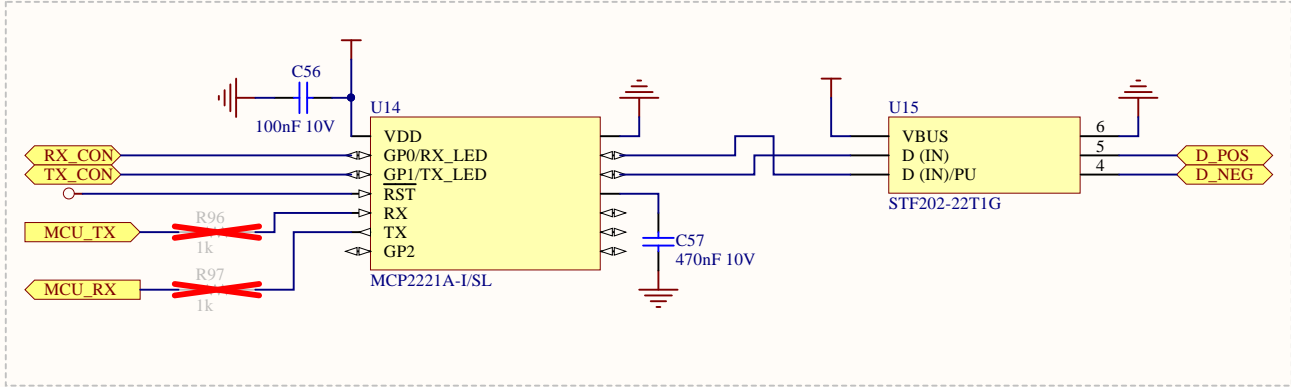 C56
100nF 10V
U14
VDD
GP0/RX_LED
GP1/TX_LED
RST
RX
TX
GP2
MCP2221A-I/SL
RX_CON
TX_CON
MCU_TX
R96
1k
MCU_RX
R97
1k
C57
470nF 10V
U15
VBUS
D (IN)
D (IN)/PU
STF202-22T1G
6
5
4
D_POS
D_NEG